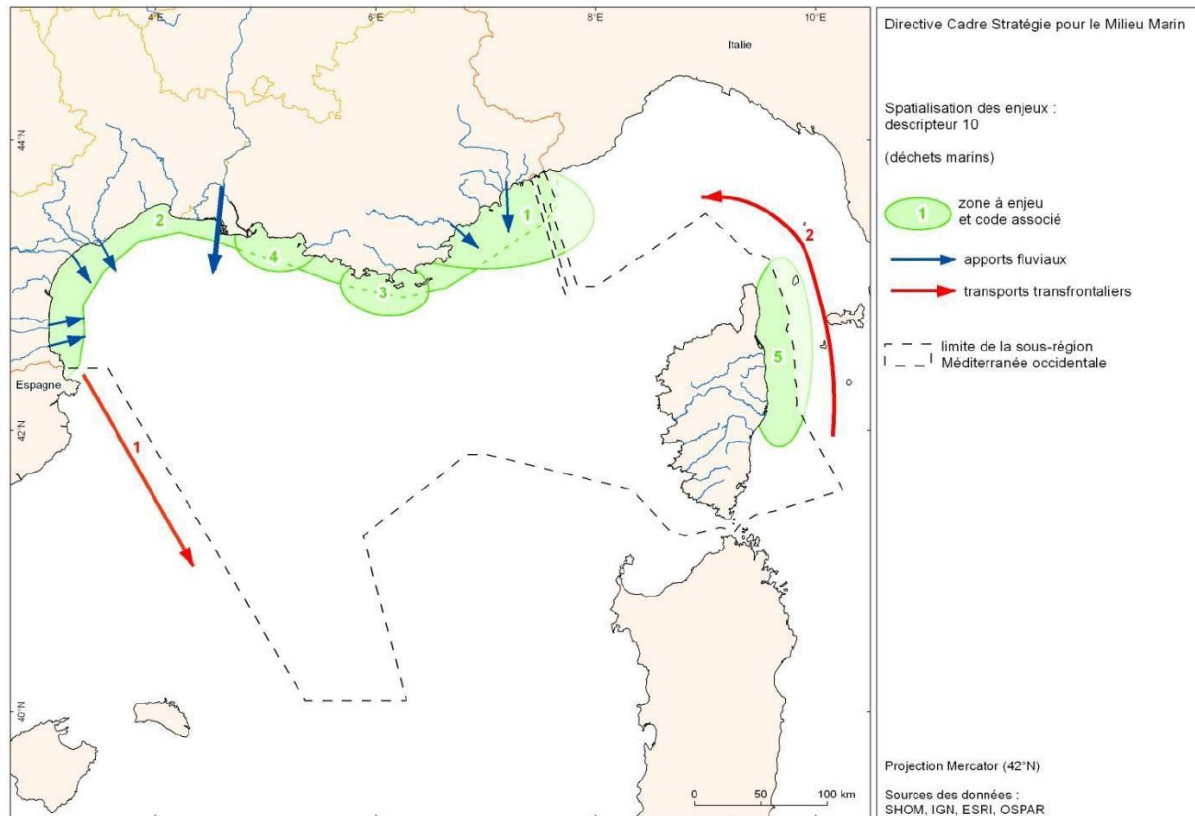 4°E
6°E
8°E
10°E
44°N
42°N
40°N
Italie
Espagne
2
4
3
1
5
2
1
0
50
100 km
Directive Cadre Stratégie pour le Milieu Marin
Spatialisation des enjeux :
descripteur 10
(déchets marins)
1
zone à enjeu
et code associé
apports fluviaux
transports transfrontaliers
limite de la sous-région
Méditerranée occidentale
Projection Mercator (42°N)
Sources des données :
SHOM, IGN, ESRI, OSPAR